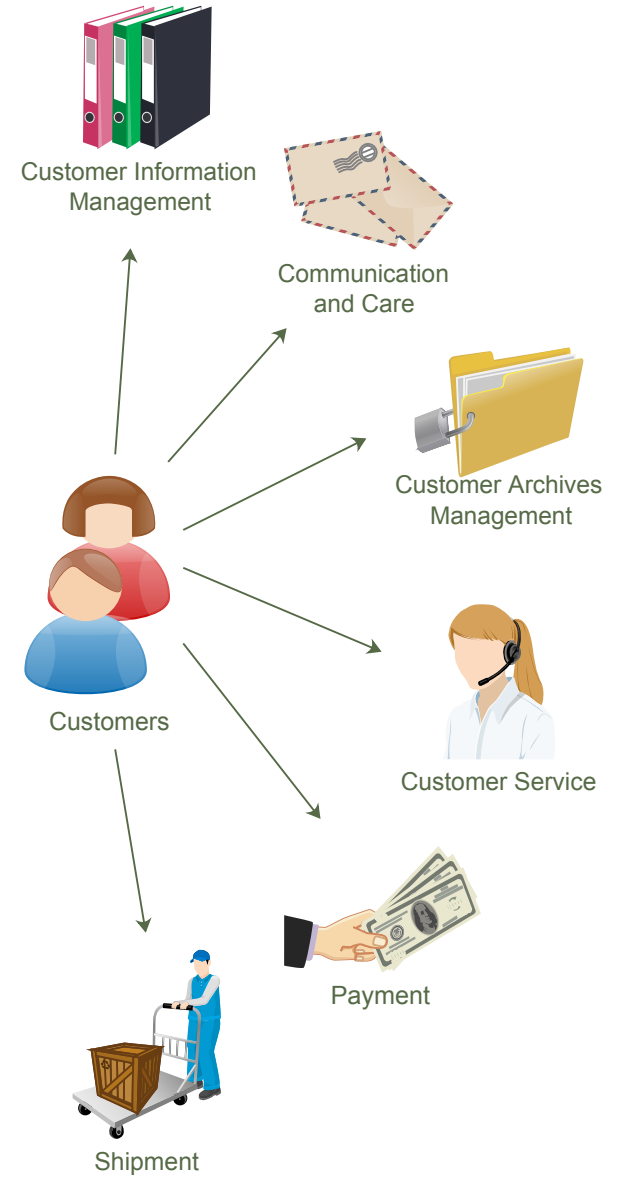 Customer Information
Management
Communication
and Care
Customer Archives
Management
Customers
Customer Service
Payment
Shipment